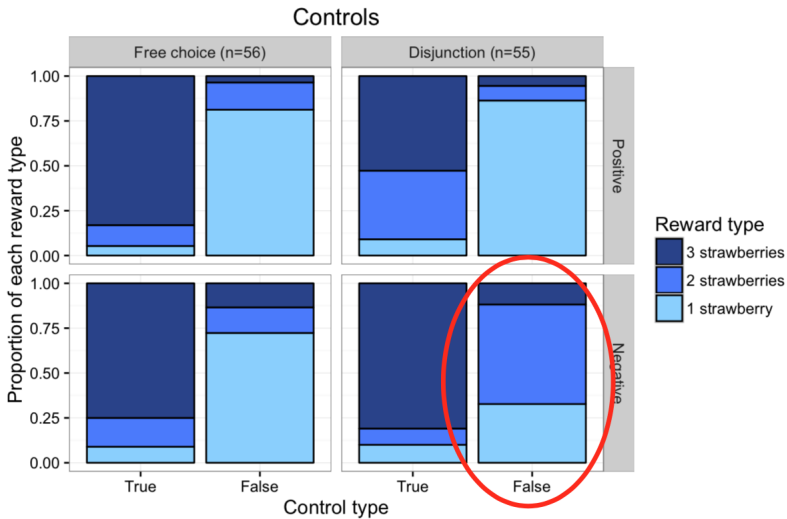 Controls
Free choice (n=56)
Disjunction (n=55)
Proportion of each reward type
1.00
0.75
0.50
0.25
0.00
Positive
1.00
0.75
0.50
0.25
0.00
Negative
True
False
True
False
Control type
Reward type
3 strawberries
2 strawberries
1 strawberry